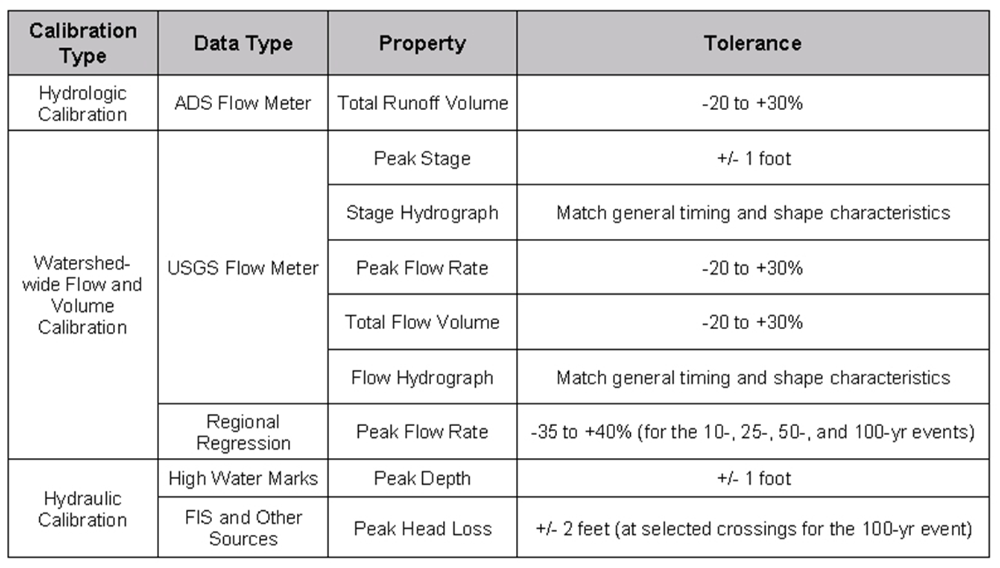 Calibration Type
Data Type
Property
Tolerance
Hydrologic
Calibration
ADS Flow Meter
Total Runoff Volume
-20 to +30%
Watershed-
wide Flow and
Volume
Calibration
USGS Flow Meter
Peak Stage
+/- 1 foot
Stage Hydrograph
Match general timing and shape characteristics
Peak Flow Rate
-20 to +30%
Total Flow Volume
-20 to +30%
Flow Hydrograph
Match general timing and shape characteristics
Regional
Regression
Peak Flow Rate
-35 to +40% (for the 10-, 25-, 50-, and 100-yr events)
Hydraulic
Calibration
High Water Marks
Peak Depth
+/- 1 foot
FIS and Other
Sources
Peak Head Loss
+/- 2 feet (at selected crossings for the 100-yr event)